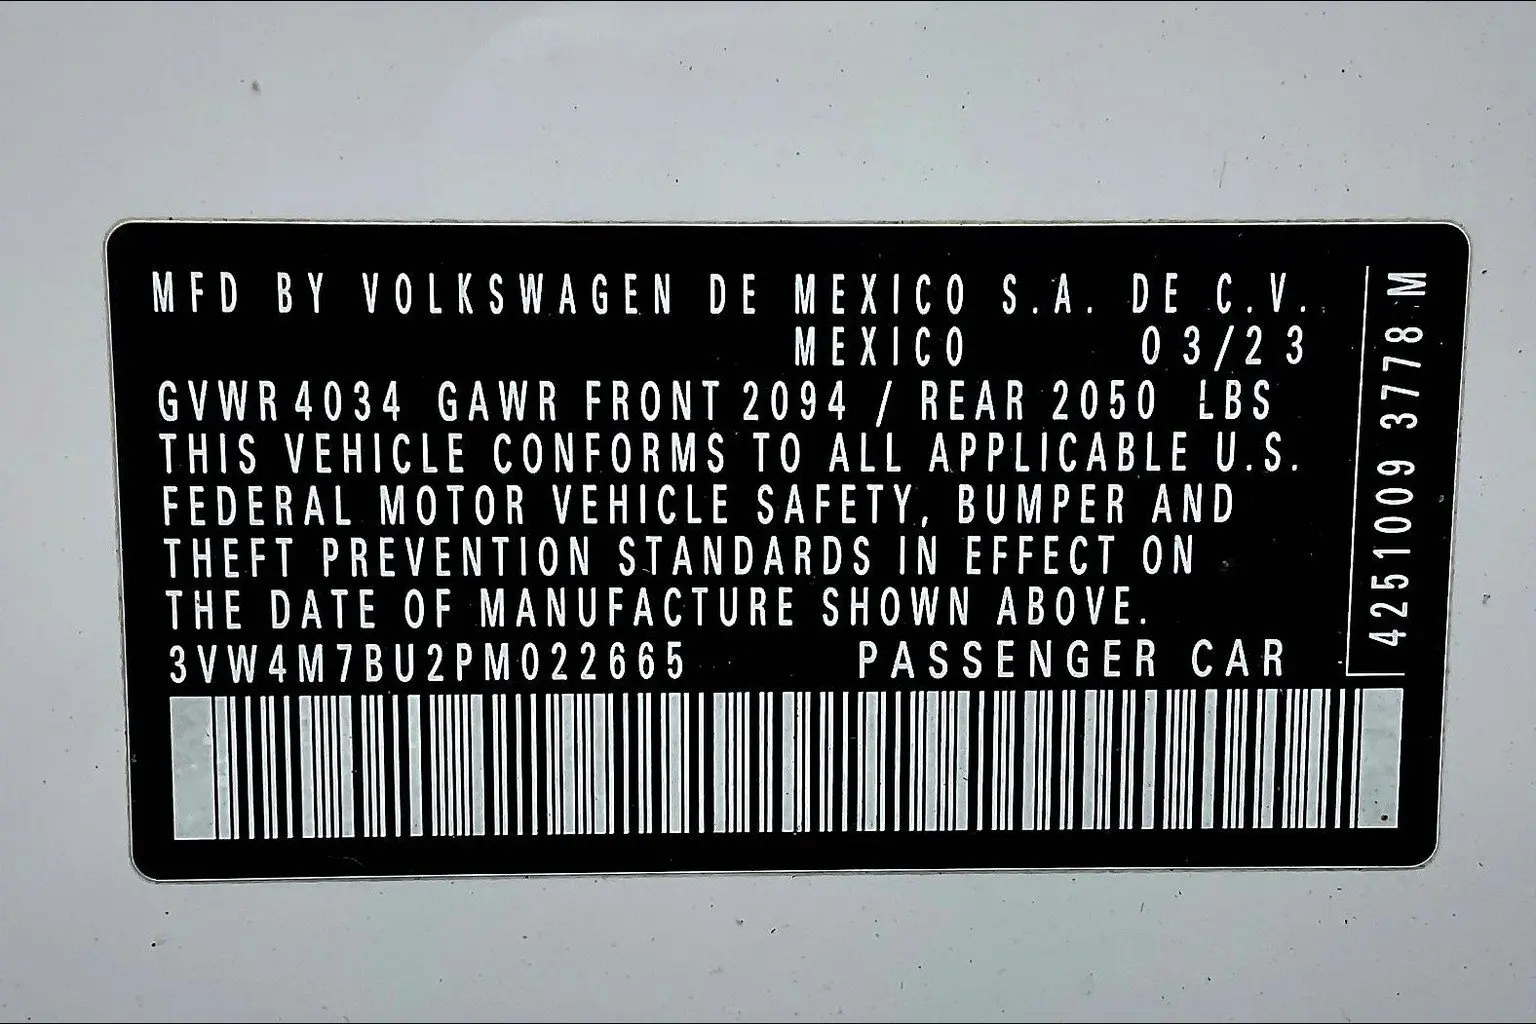 MFD BY VOLKSWAGEN DE MEXICO S.A. DE C.V.
MEXICO 03/23
GVWR 4034 GAWR FRONT 2094 / REAR 2050 LBS
THIS VEHICLE CONFORMS TO ALL APPLICABLE U.S.
FEDERAL MOTOR VEHICLE SAFETY, BUMPER AND
THEFT PREVENTION STANDARDS IN EFFECT ON
THE DATE OF MANUFACTURE SHOWN ABOVE.
3VW4M7BU2PM022665 PASSENGER CAR
4251009 3778 M